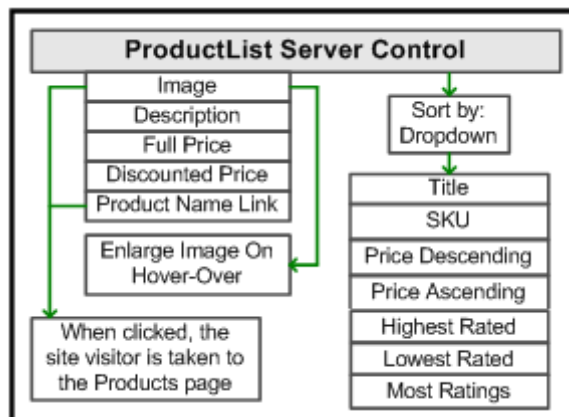 ProductList Server Control
Image
Description
Full Price
Discounted Price
Product Name Link
Enlarge Image On
Hover-Over
When clicked, the
site visitor is taken to
the Products page
Sort by:
Dropdown
Title
SKU
Price Descending
Price Ascending
Highest Rated
Lowest Rated
Most Ratings